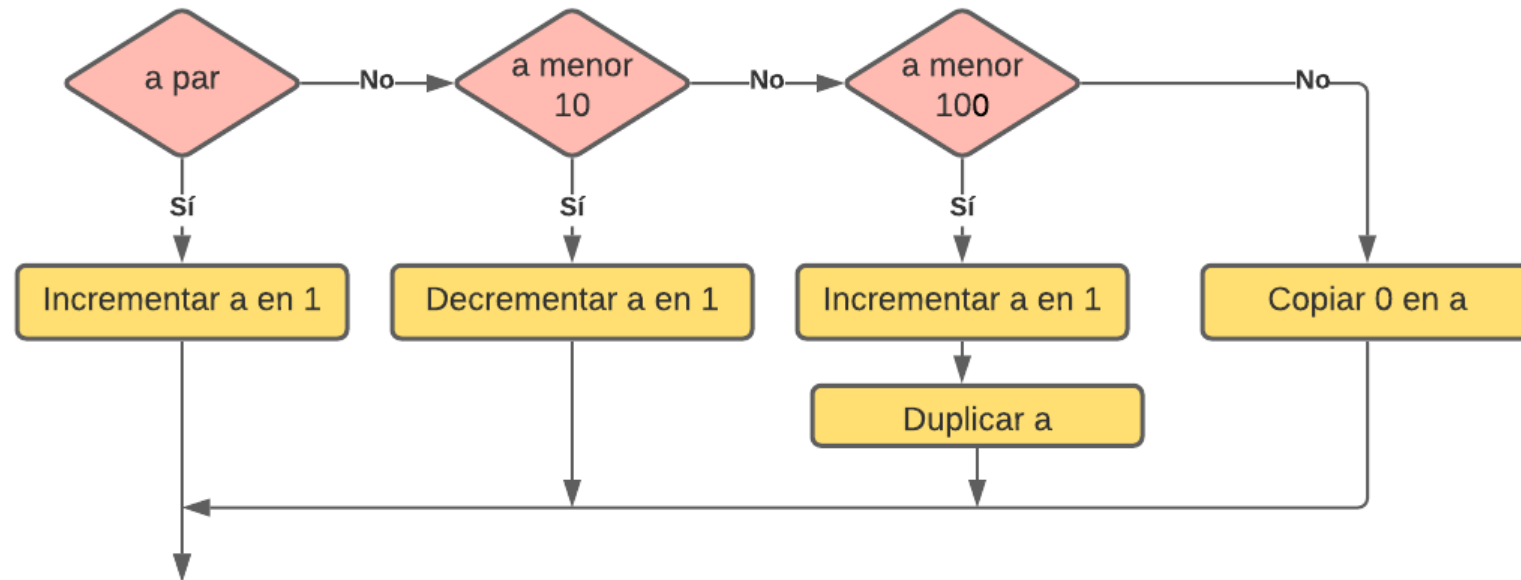 a par
No
a menor
10
No
a menor
100
No
Sí
Sí
Sí
Incrementar a en 1
Decrementar a en 1
Incrementar a en 1
Copiar 0 en a
Duplicar a